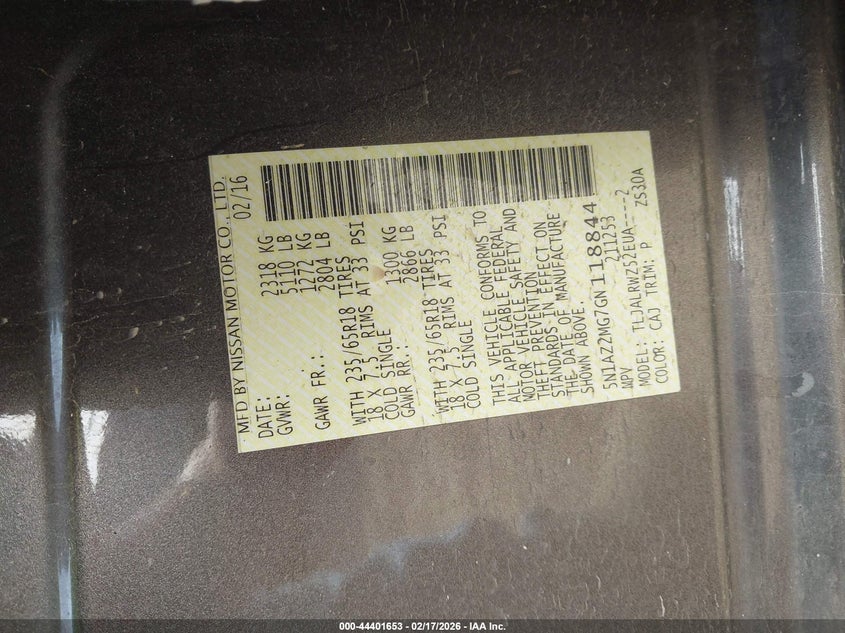 MFD BY NISSAN MOTOR CO., LTD.
DATE: 02/16
GVWR: 2318 KG
5110 LB
GAWR FR.: 1272 KG
2804 LB
WITH 235/65R18 TIRES
18 X 7.5 RIMS AT 33 PSI
COLD SINGLE
GAWR RR.: 1300 KG
2866 LB
WITH 235/65R18 TIRES
18 X 7.5 RIMS AT 33 PSI
COLD SINGLE
THIS VEHICLE CONFORMS TO
ALL APPLICABLE FEDERAL
MOTOR VEHICLE SAFETY AND
THEFT PREVENTION
STANDARDS IN EFFECT ON
THE DATE OF MANUFACTURE
SHOWN ABOVE.
5N1AZ2MG7GN118844
MPV 211253
MODEL: TLJALRWZ52EUA----2
COLOR: CAJ TRIM: P ZS30A
000-44401653 - 02/17/2026 - IAA Inc.